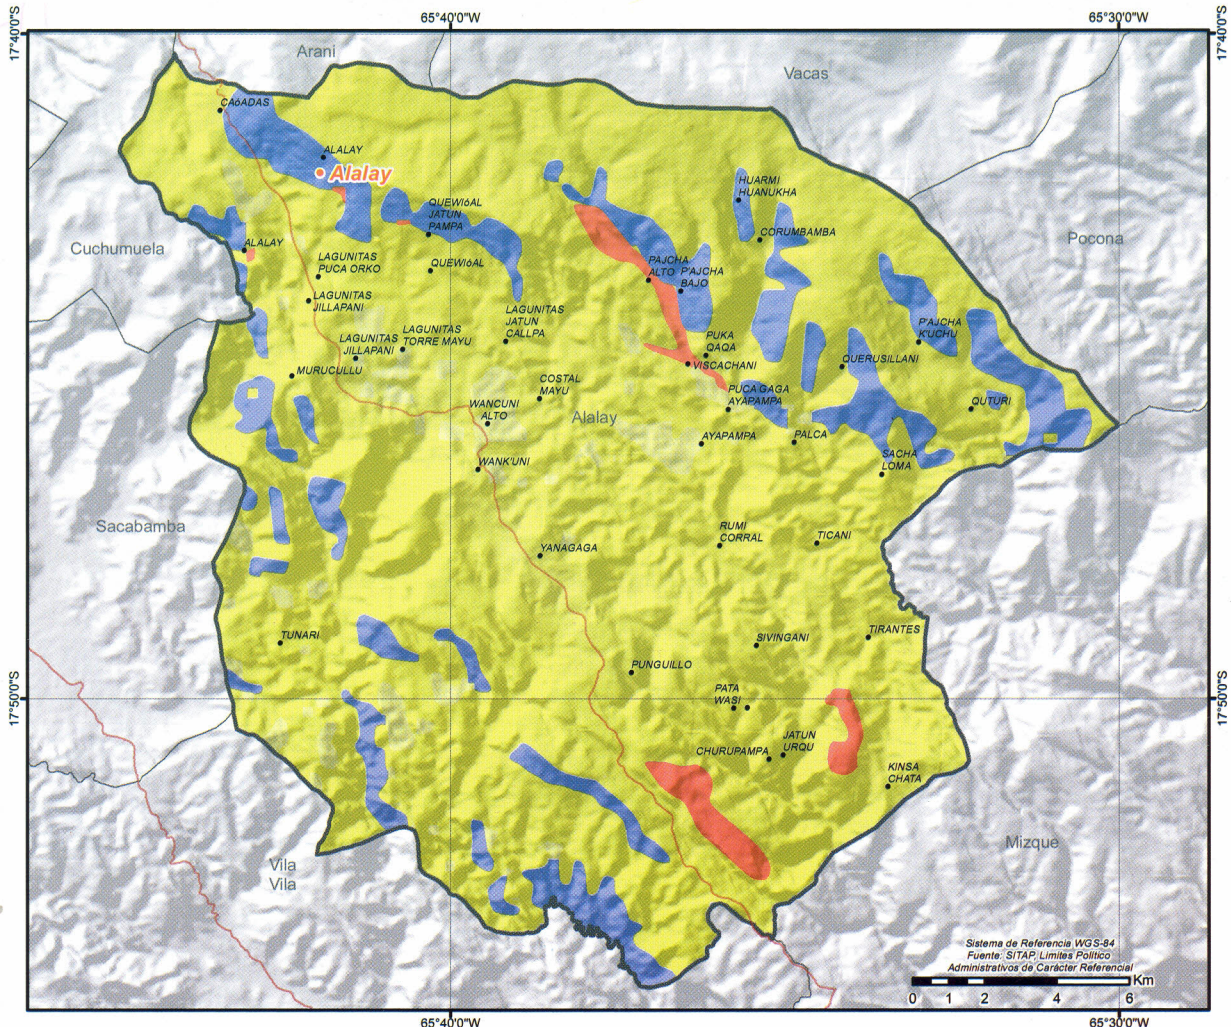 65°40'0"W
65°30'0"W
17°40'0"S
17°40'0"S
Arani
Vacas
CAóADAS
ALALAY
Alalay
HUARMI
HUANUKHA
QUEWIóAL
JATUN
PAMPA
CORUMBAMBA
Pocona
Cuchumuela
ALALAY
LAGUNITAS
PUCA ORKO
QUEWIóAL
PAJCHA
ALTO
P'AJCHA
BAJO
LAGUNITAS
JILLAPANI
LAGUNITAS
JATUN
CALLPA
P'AJCHA
K'UCHU
LAGUNITAS
JILLAPANI
LAGUNITAS
TORRE MAYU
PUKA
QAQA
VISCACHANI
QUERUSILLANI
MURUCULLU
COSTAL
MAYU
PUCA GAGA
AYAPAMPA
QUTURI
WANCUNI
ALTO
Alalay
AYAPAMPA
PALCA
SACHA
LOMA
WANK'UNI
Sacabamba
RUMI
CORRAL
TICANI
YANAGAGA
TUNARI
SIVINGANI
TIRANTES
PUNGUILLO
17°50'0"S
17°50'0"S
PATA
WASI
JATUN
URQU
CHURUPAMPA
KINSA
CHATA
Mizque
Vila
Vila
Sistema de Referencia WGS-84
Fuente: SITAP, Limites Político
Administrativos de Carácter Referencial
Km
0 1 2 4 6
65°40'0"W
65°30'0"W